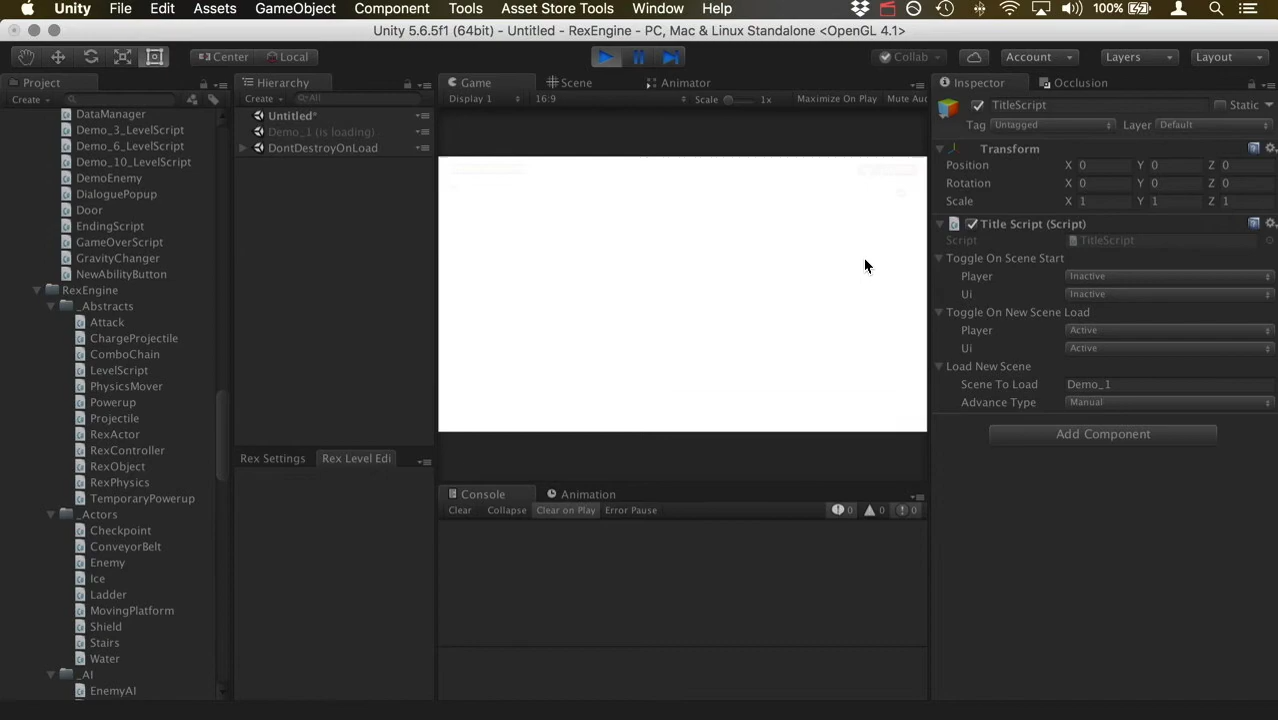 Unity File Edit Assets GameObject Component Tools Asset Store Tools Window Help 100%
Unity 5.6.5f1 (64bit) - Untitled - RexEngine - PC, Mac & Linux Standalone <OpenGL 4.1>
Center Local Collab Account Layers Layout
Project Hierarchy Game Scene Animator Inspector Occlusion
Create Create All Display 1 16:9 Scale 1x Maximize On Play Mute Aud
DataManager
Demo_3_LevelScript
Demo_6_LevelScript
Demo_10_LevelScript
DemoEnemy
DialoguePopup
Door
EndingScript
GameOverScript
GravityChanger
NewAbilityButton
RexEngine
_Abstracts
Attack
ChargeProjectile
ComboChain
LevelScript
PhysicsMover
Powerup
Projectile
RexActor
RexController
RexObject
RexPhysics
TemporaryPowerup
_Actors
Checkpoint
ConveyorBelt
Enemy
Ice
Ladder
MovingPlatform
Shield
Stairs
Water
_AI
EnemyAI
Untitled*
Demo_1 (is loading)
DontDestroyOnLoad
Rex Settings Rex Level Edi
Console Animation
Clear Collapse Clear on Play Error Pause 0 0 0
TitleScript Static
Tag Untagged Layer Default
Transform
Position X 0 Y 0 Z 0
Rotation X 0 Y 0 Z 0
Scale X 1 Y 1 Z 1
Title Script (Script)
Script TitleScript
Toggle On Scene Start
Player Inactive
Ui Inactive
Toggle On New Scene Load
Player Active
Ui Active
Load New Scene
Scene To Load Demo_1
Advance Type Manual
Add Component